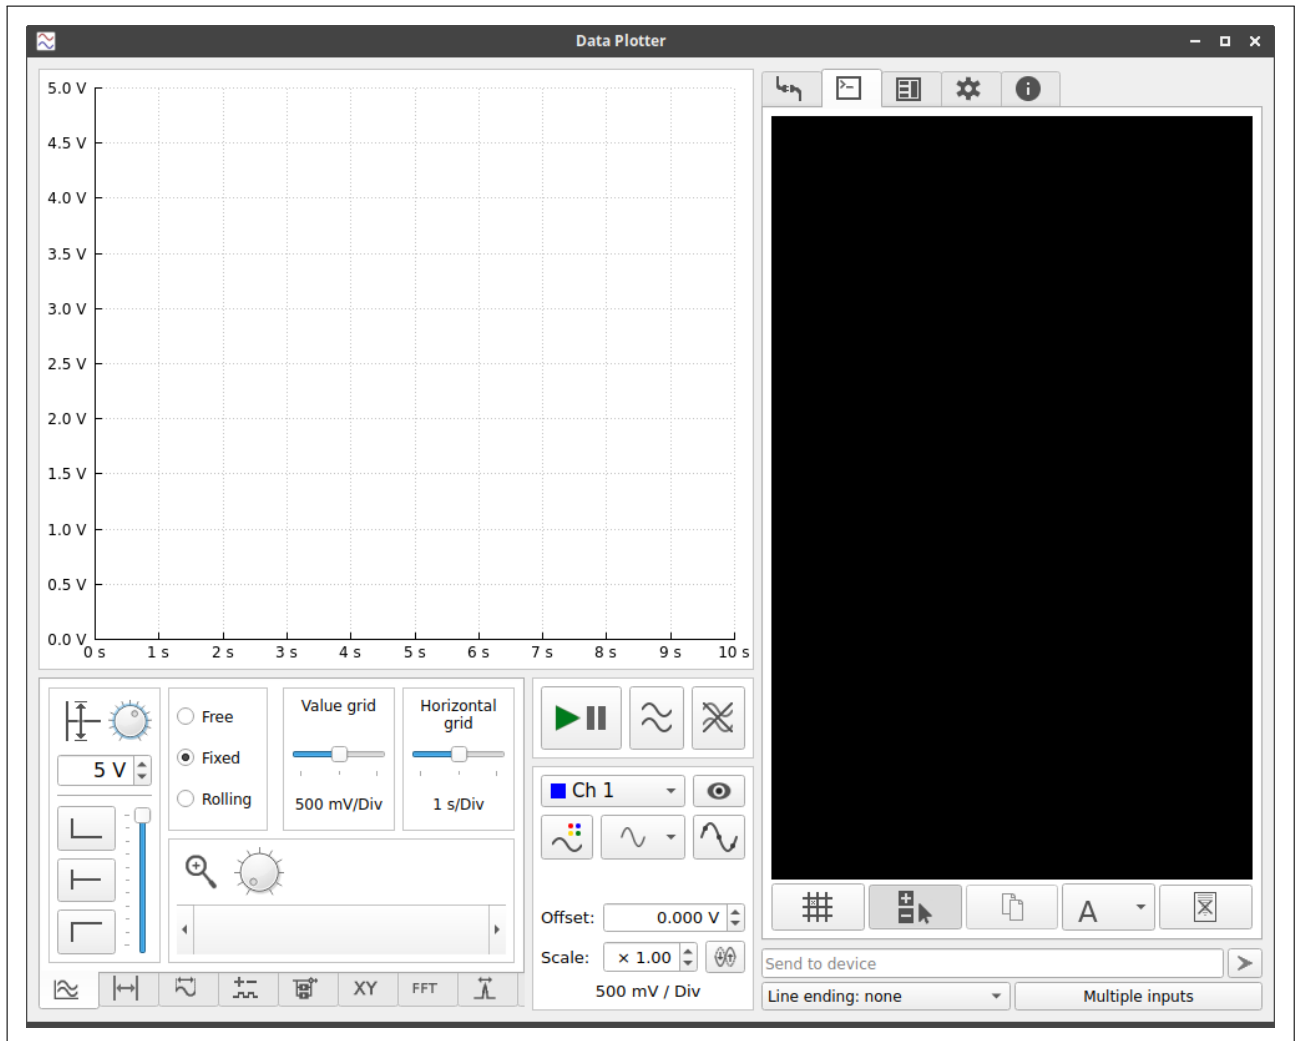 Data Plotter
5.0 V
4.5 V
4.0 V
3.5 V
3.0 V
2.5 V
2.0 V
1.5 V
1.0 V
0.5 V
0.0 V
0 s 1 s 2 s 3 s 4 s 5 s 6 s 7 s 8 s 9 s 10 s
5 V
Free
Fixed
Rolling
Value grid
500 mV/Div
Horizontal
grid
1 s/Div
XY
FFT
Ch 1
Offset: 0.000 V
Scale: × 1.00
500 mV / Div
A
Send to device
Line ending: none
Multiple inputs